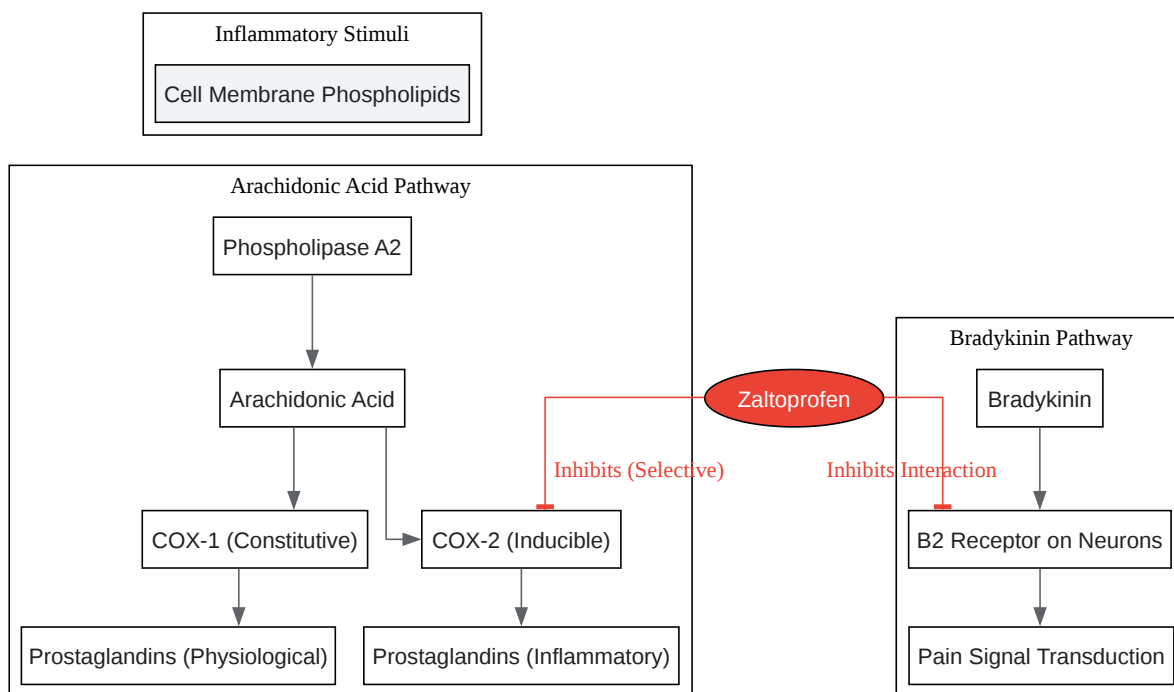 Inflammatory Stimuli
Cell Membrane Phospholipids
Arachidonic Acid Pathway
Phospholipase A2
Arachidonic Acid
COX-1 (Constitutive)
COX-2 (Inducible)
Prostaglandins (Physiological)
Prostaglandins (Inflammatory)
Zaltoprofen
Inhibits (Selective)
Inhibits Interaction
Bradykinin Pathway
Bradykinin
B2 Receptor on Neurons
Pain Signal Transduction